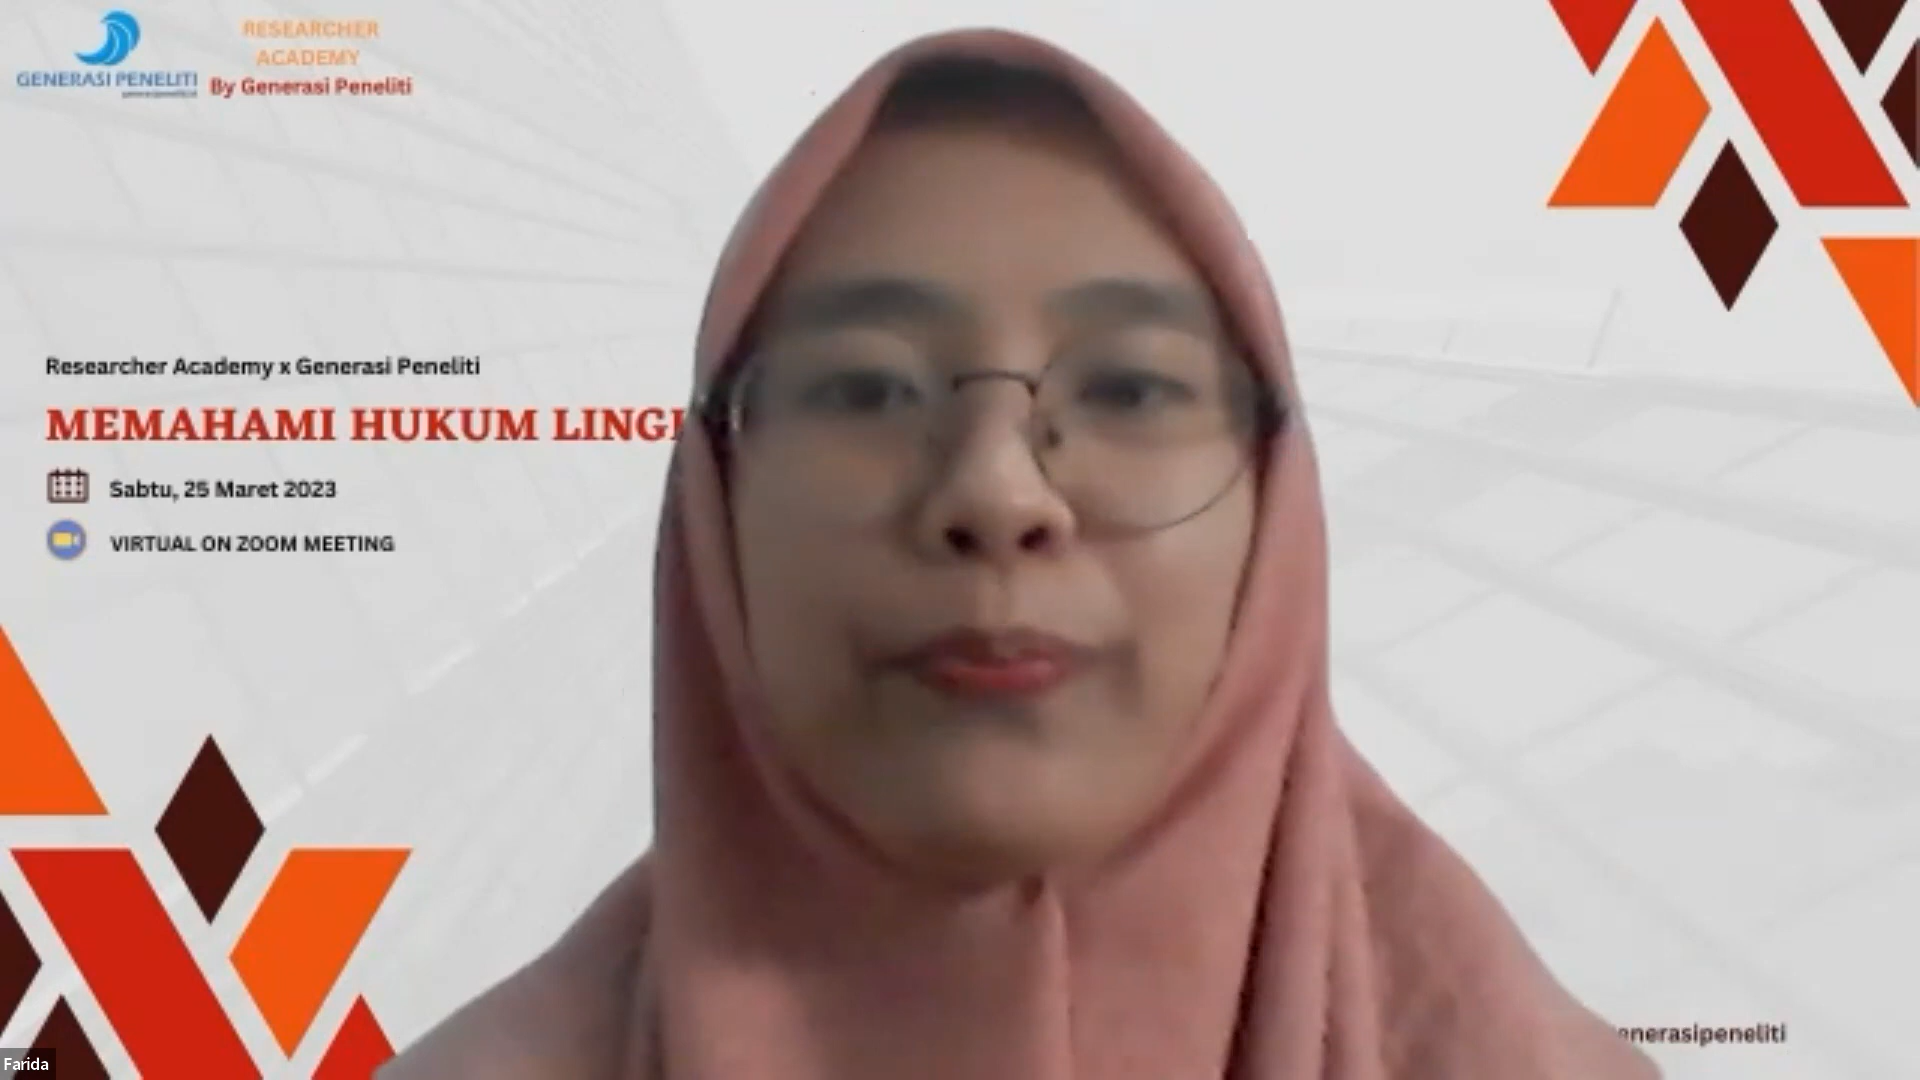 GENERASI PENELITI
RESEARCHER
ACADEMY
By Generasi Peneliti
Researcher Academy x Generasi Peneliti
MEMAHAMI HUKUM
Sabtu, 25 Maret 2023
VIRTUAL ON ZOOM MEETING
enerasipeneliti
Farida